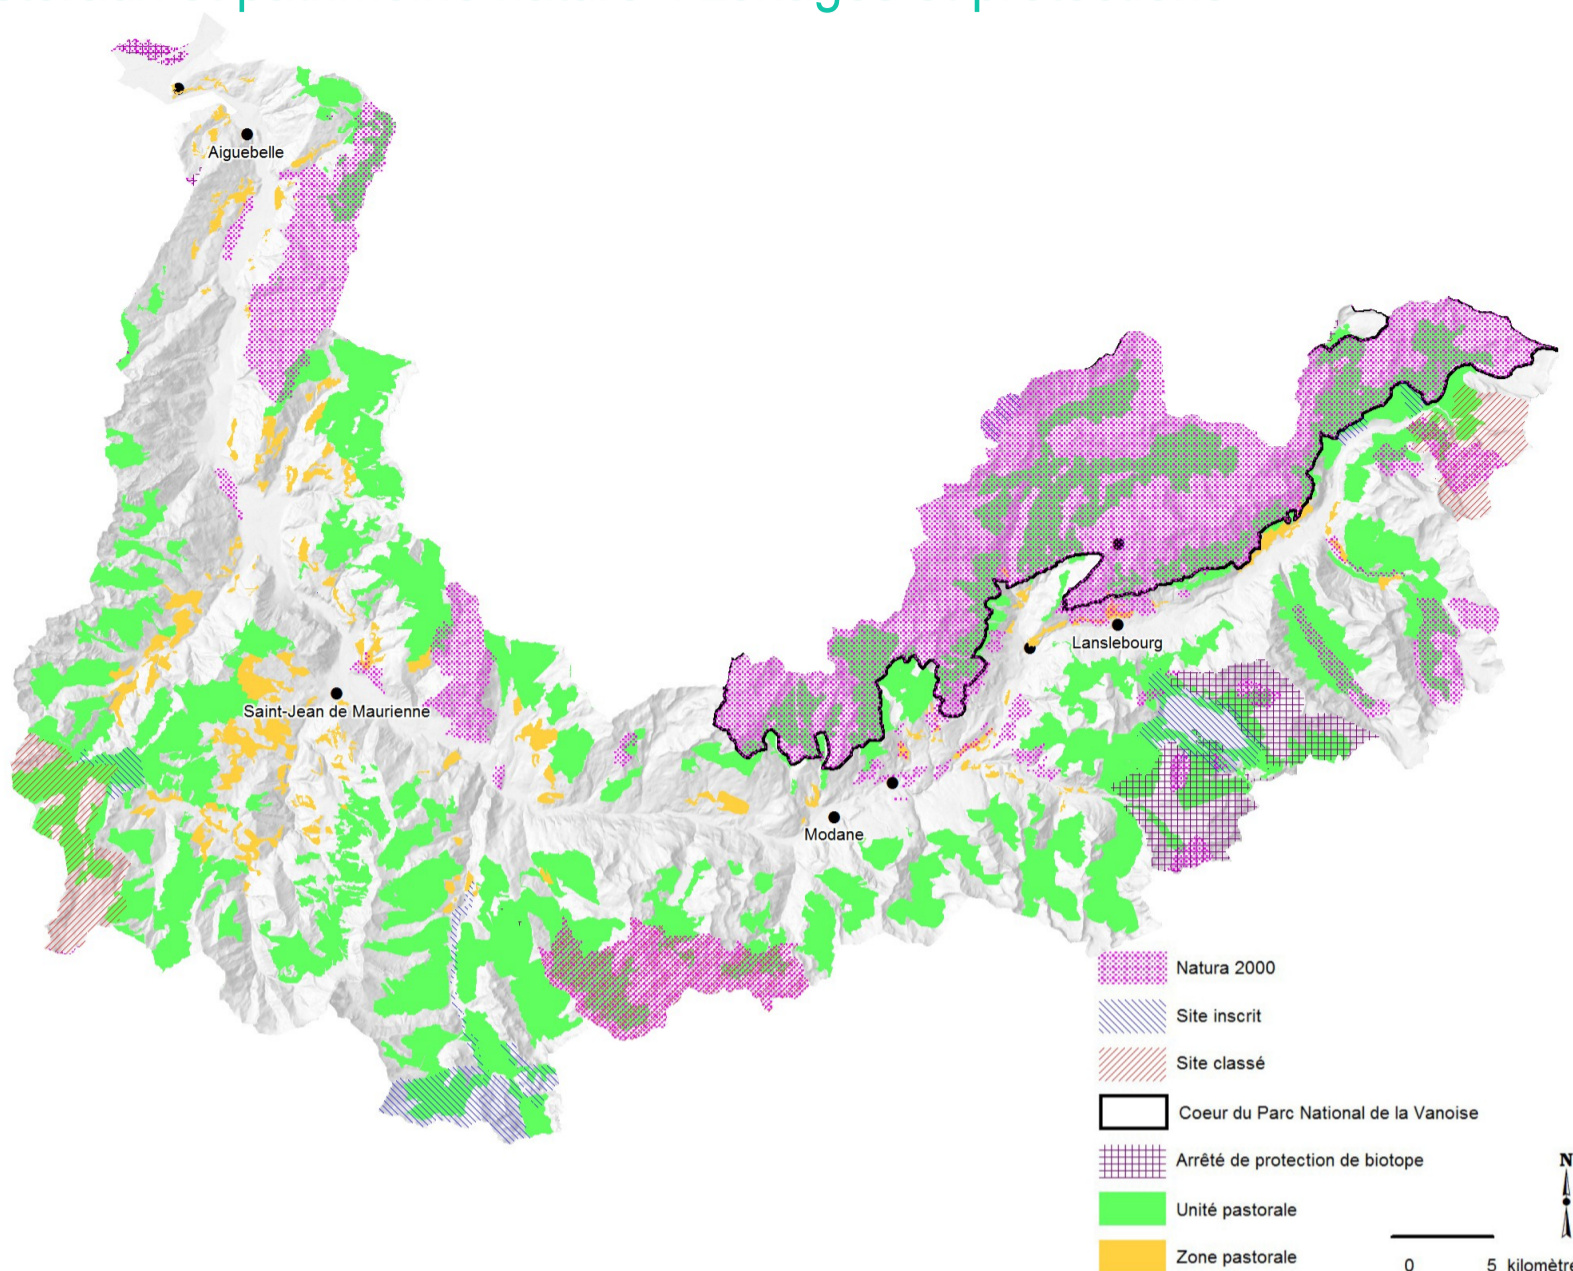 Aiguebelle
Lanslebourg
Saint-Jean de Maurienne
Modane
Natura 2000
Site inscrit
Site classé
Coeur du Parc National de la Vanoise
Arrêté de protection de biotope
Unité pastorale
Zone pastorale
N
0 5 kilomètre